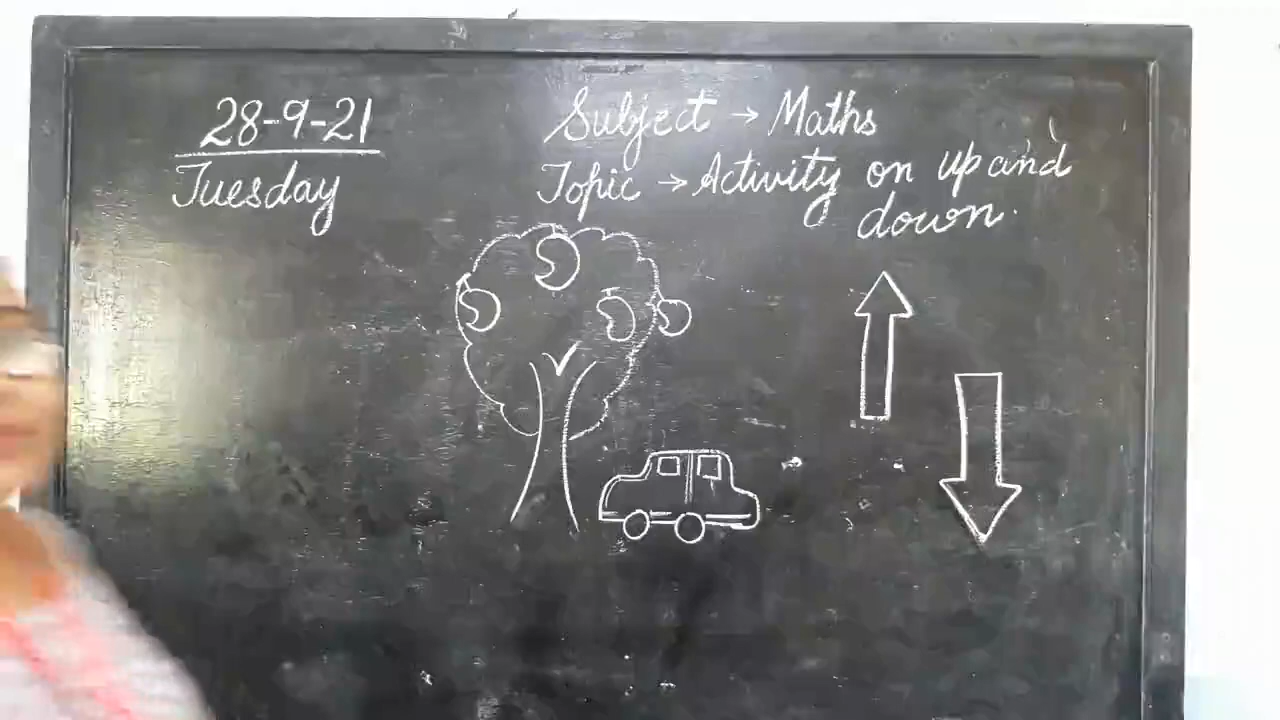 28-9-21
Tuesday
Subject → Maths
Topic → Activity on up and
down.